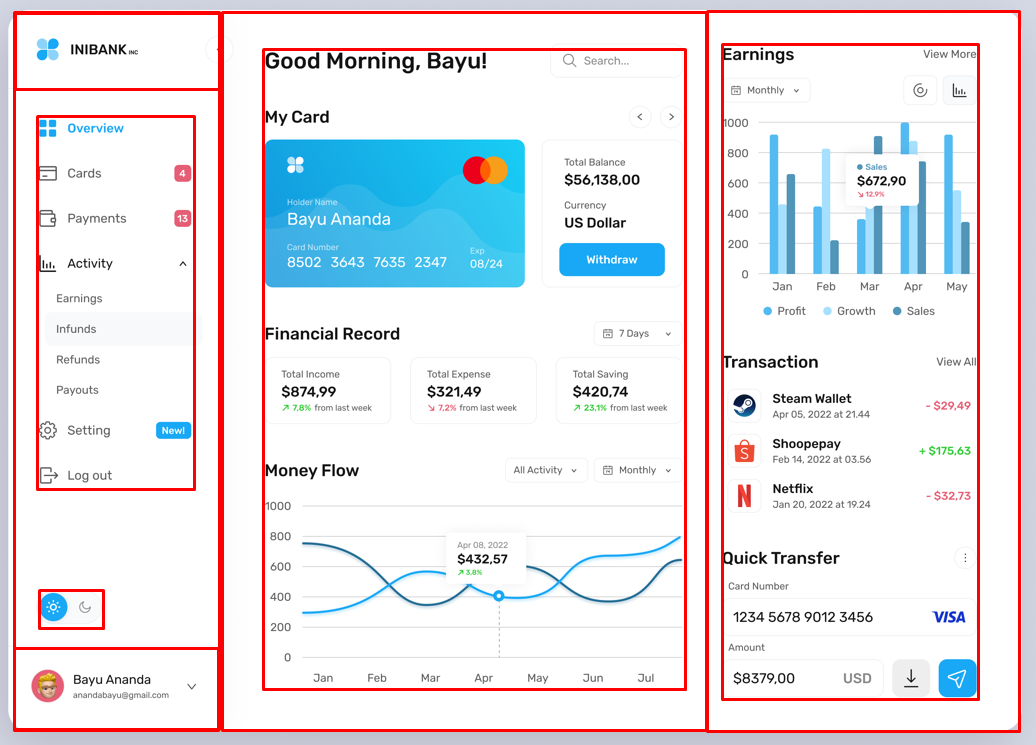 INIBANK INC
Overview
Cards 4
Payments 13
Activity
Earnings
Infunds
Refunds
Payouts
Setting New!
Log out
Bayu Ananda
anandabayu@gmail.com
Good Morning, Bayu!
Search...
My Card
Holder Name
Bayu Ananda
Card Number
8502 3643 7635 2347
Exp
08/24
Total Balance
$56,138,00
Currency
US Dollar
Withdraw
Financial Record
7 Days
Total Income
$874,99
7,8% from last week
Total Expense
$321,49
7.2% from last week
Total Saving
$420,74
23.1% from last week
Money Flow
All Activity
Monthly
1000
800
600
400
200
0
Apr 08, 2022
$432,57
3,8%
Jan Feb Mar Apr May Jun Jul
Earnings
View More
Monthly
1000
800
600
400
200
0
Sales
$672,90
12,9%
Jan Feb Mar Apr May
Profit Growth Sales
Transaction
View All
Steam Wallet
Apr 05, 2022 at 21.44
- $29,49
Shoopepay
Feb 14, 2022 at 03.56
+ $175,63
Netflix
Jan 20, 2022 at 19.24
- $32,73
Quick Transfer
Card Number
1234 5678 9012 3456 VISA
Amount
$8379,00 USD